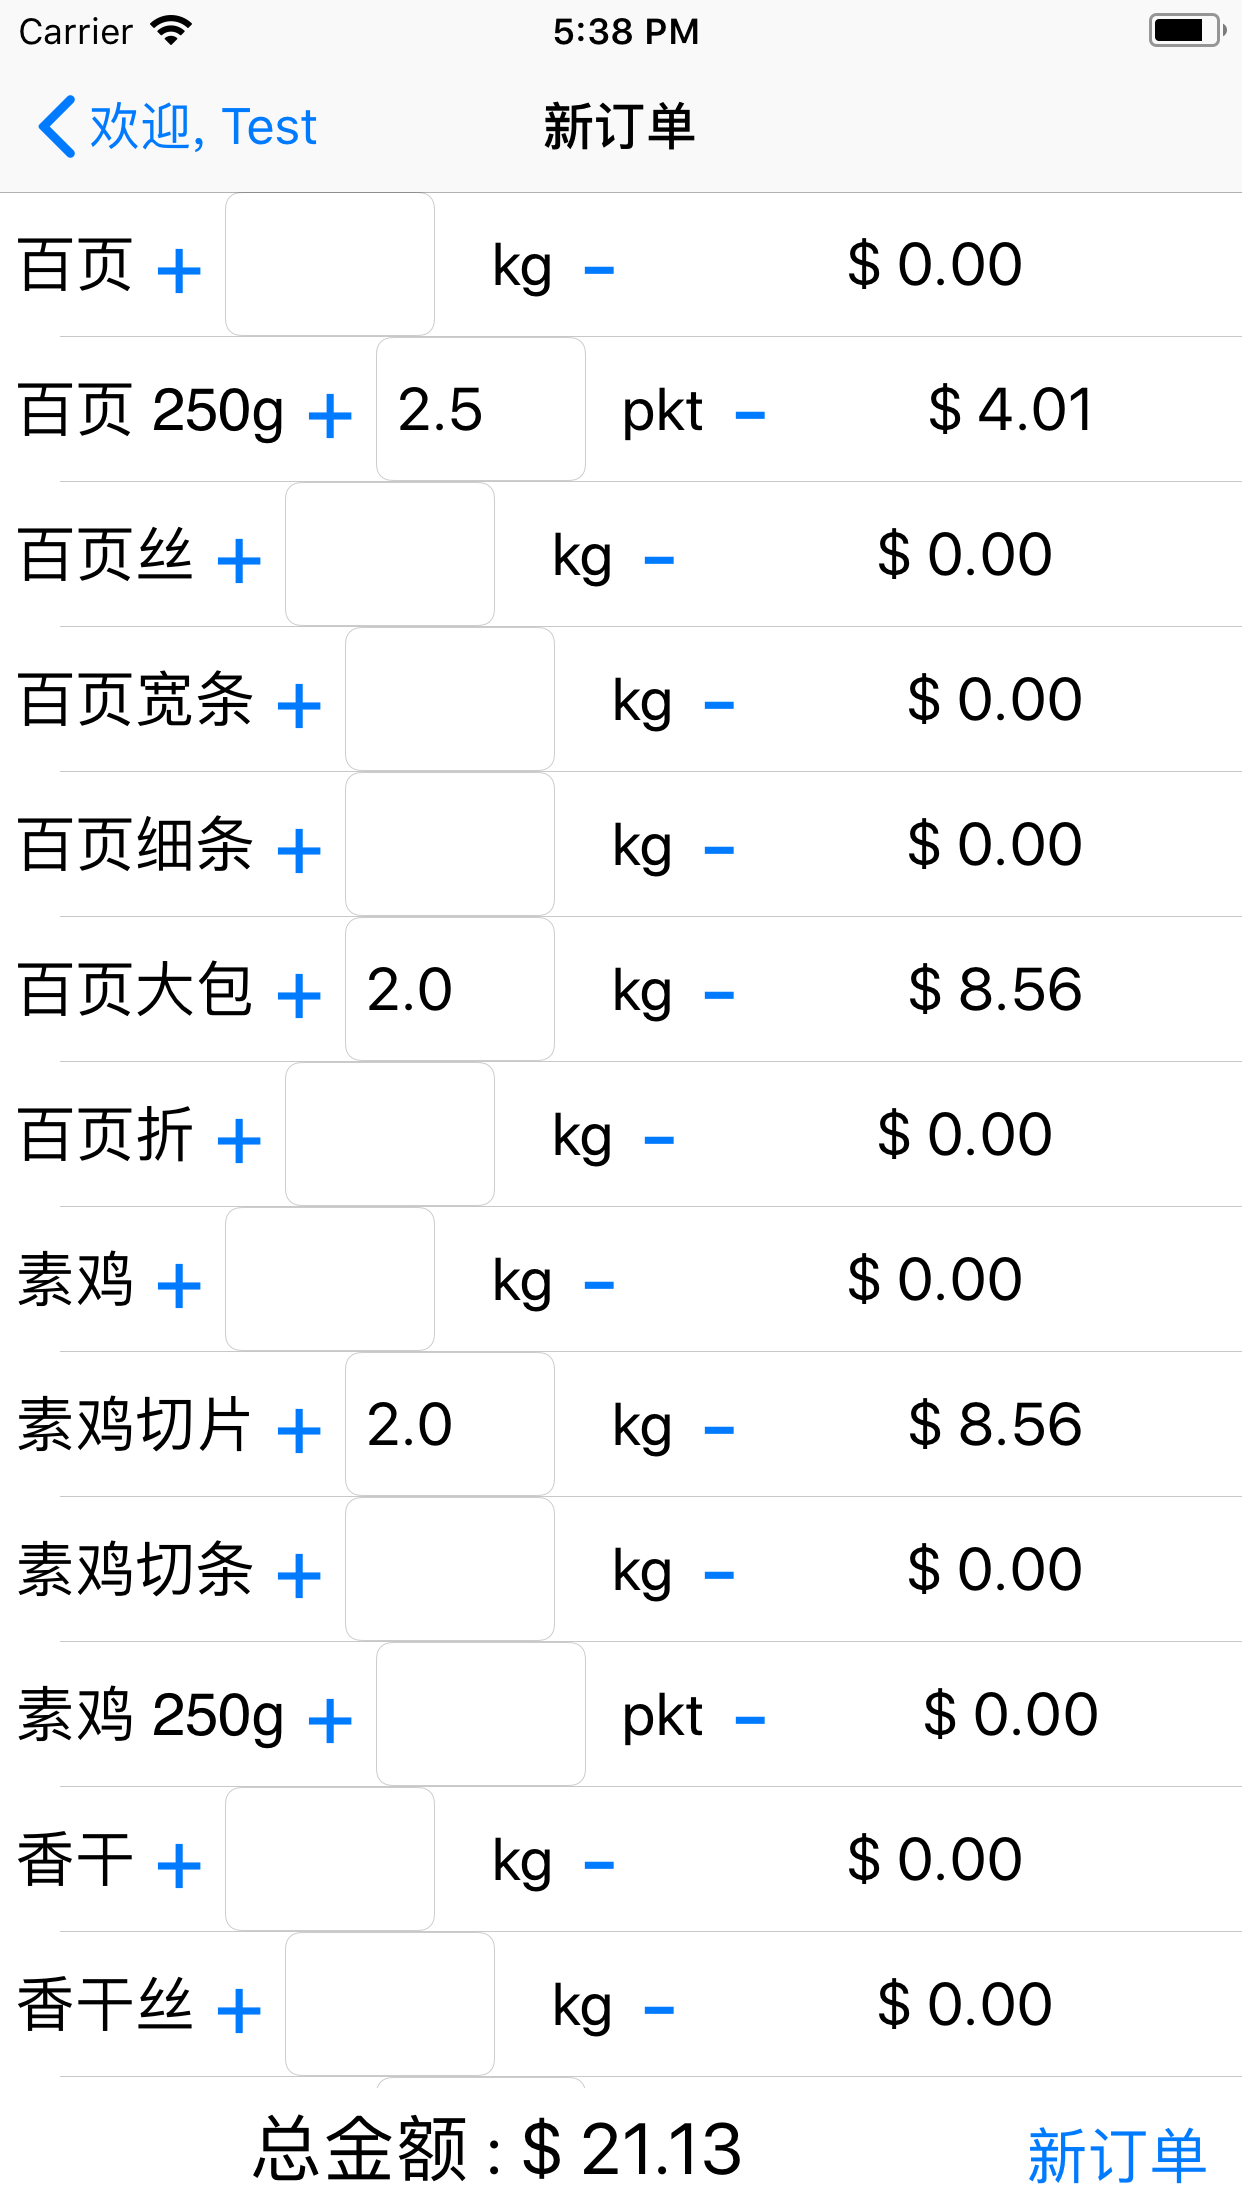 Carrier 5:38 PM
欢迎, Test 新订单
百页 + kg - $ 0.00
百页 250g + 2.5 pkt - $ 4.01
百页丝 + kg - $ 0.00
百页宽条 + kg - $ 0.00
百页细条 + kg - $ 0.00
百页大包 + 2.0 kg - $ 8.56
百页折 + kg - $ 0.00
素鸡 + kg - $ 0.00
素鸡切片 + 2.0 kg - $ 8.56
素鸡切条 + kg - $ 0.00
素鸡 250g + pkt - $ 0.00
香干 + kg - $ 0.00
香干丝 + kg - $ 0.00
总金额 : $ 21.13 新订单